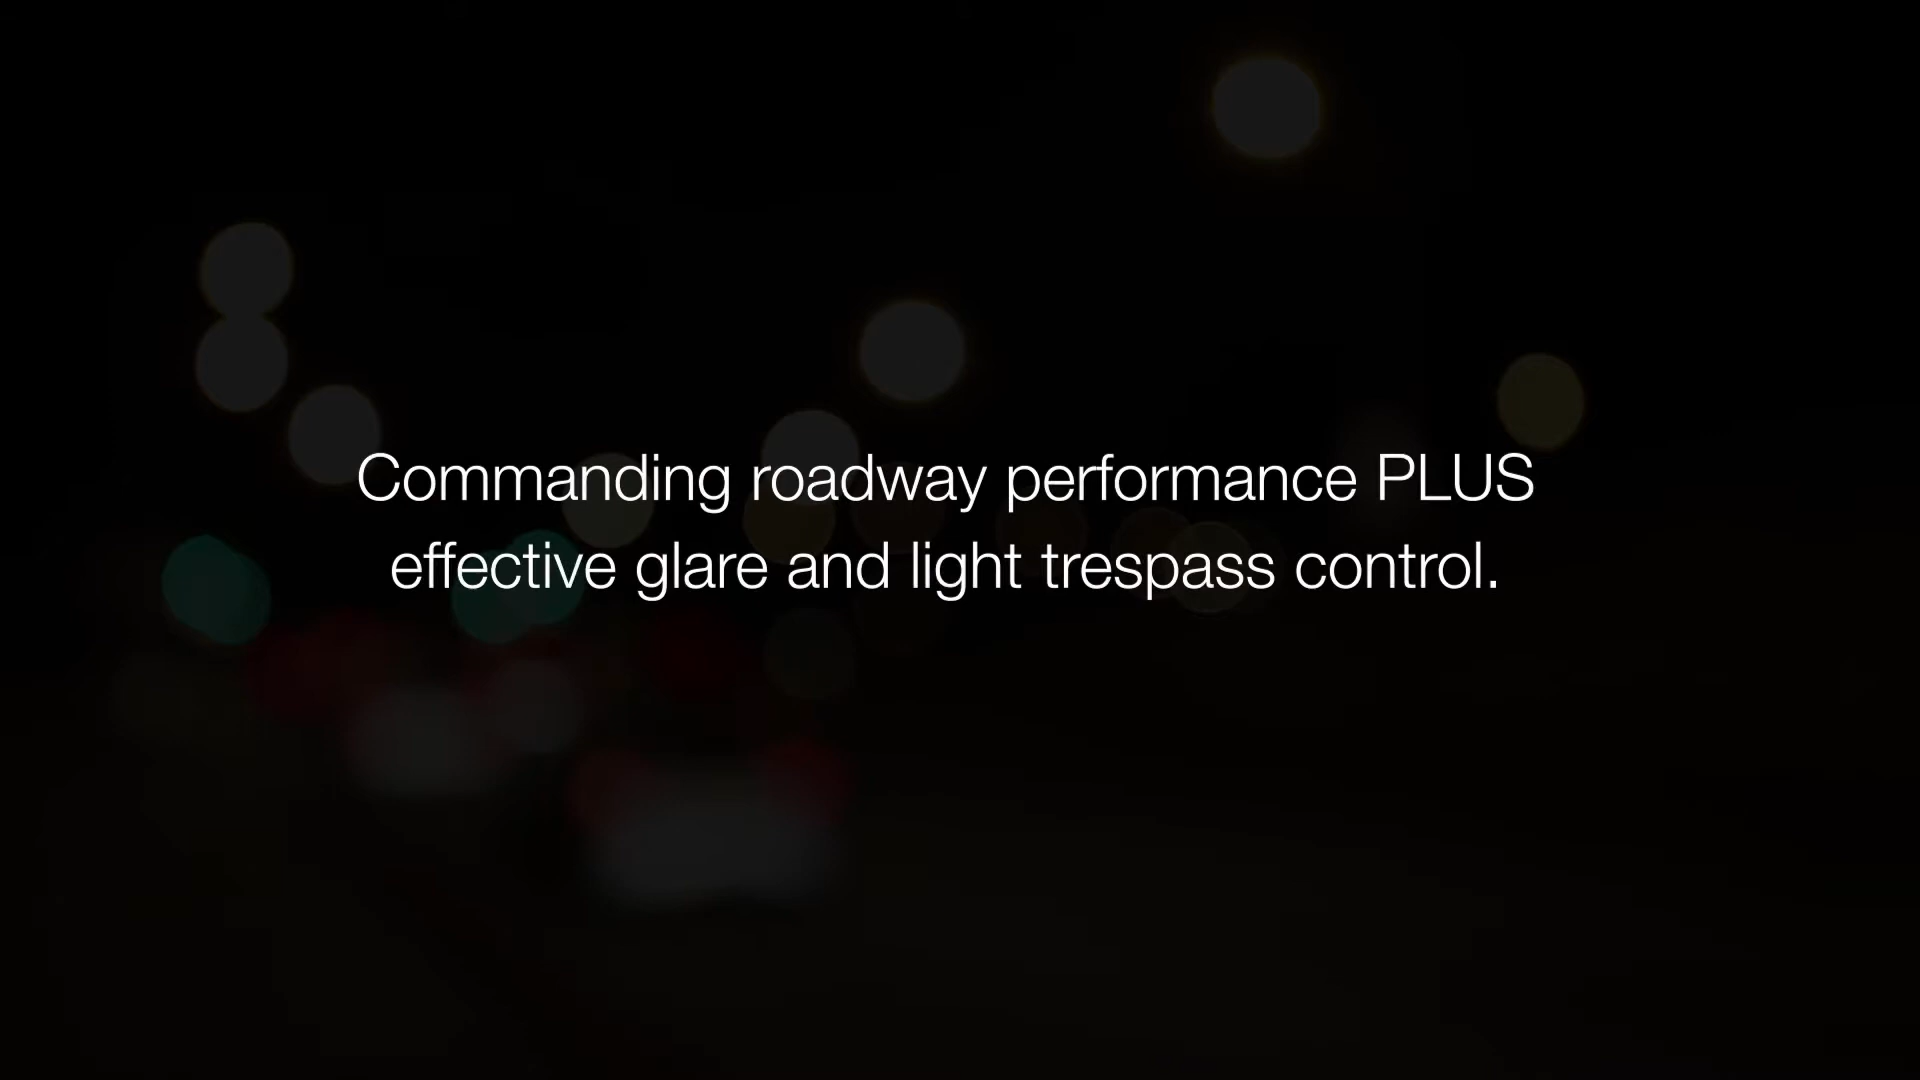 Commanding roadway performance PLUS
effective glare and light trespass control.